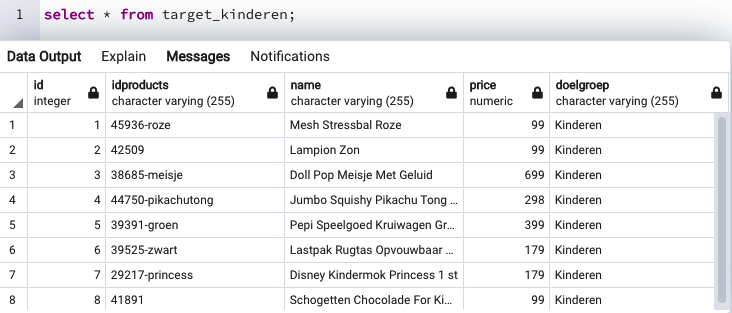 1 select * from target_kinderen;
Data Output Explain Messages Notifications
id idproducts name price doelgroep
integer character varying (255) character varying (255) numeric character varying (255)
1 1 45936-roze Mesh Stressbal Roze 99 Kinderen
2 2 42509 Lampion Zon 99 Kinderen
3 3 38685-meisje Doll Pop Meisje Met Geluid 699 Kinderen
4 4 44750-pikachutong Jumbo Squishy Pikachu Tong ... 298 Kinderen
5 5 39391-groen Pepi Speelgoed Kruiwagen Gr... 399 Kinderen
6 6 39525-zwart Lastpak Rugtas Opvouwbaar ... 179 Kinderen
7 7 29217-princess Disney Kindermok Princess 1 st 179 Kinderen
8 8 41891 Schogetten Chocolade For Ki... 99 Kinderen